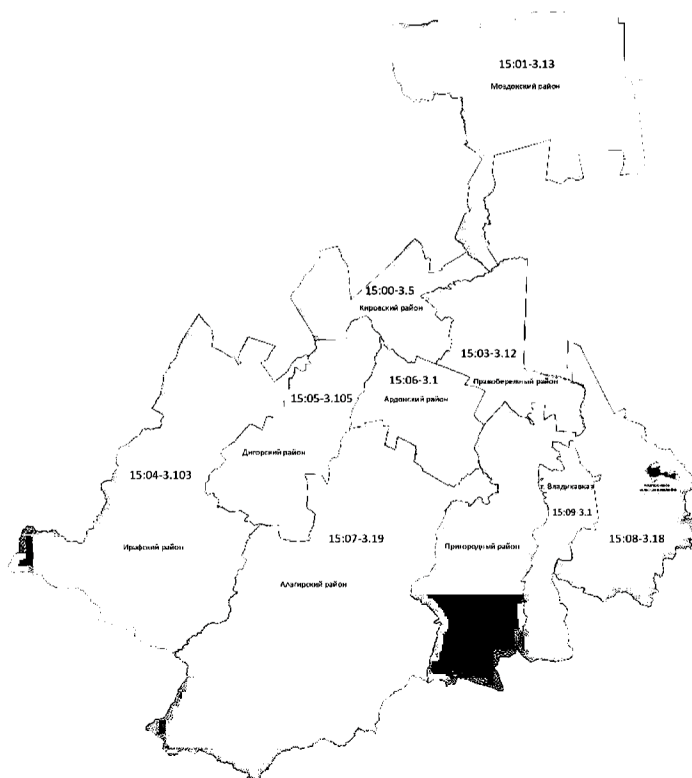 15:01-3.13
Моздокский район
15:00-3.5
Кировский район
15:03-3.12
Правобережный район
15:06-3.1
Ардонский район
15:05-3.105
Дигорский район
15:04-3.103
Ирафский район
г. Владикавказ
15:09-3.1
15:07-3.19
15:08-3.18
Пригородный район
Алагирский район